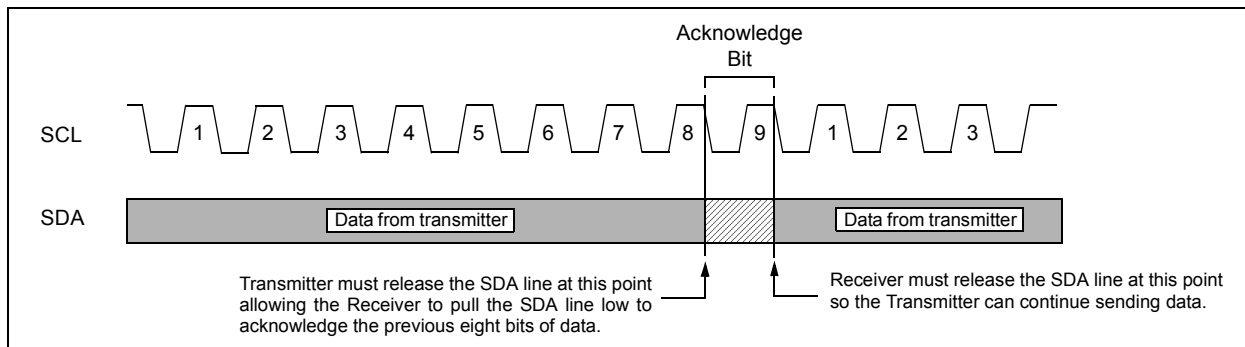 Acknowledge
Bit
SCL
1 2 3 4 5 6 7 8 9 1 2 3
SDA
Data from transmitter
Data from transmitter
Transmitter must release the SDA line at this point
allowing the Receiver to pull the SDA line low to
acknowledge the previous eight bits of data.
Receiver must release the SDA line at this point
so the Transmitter can continue sending data.